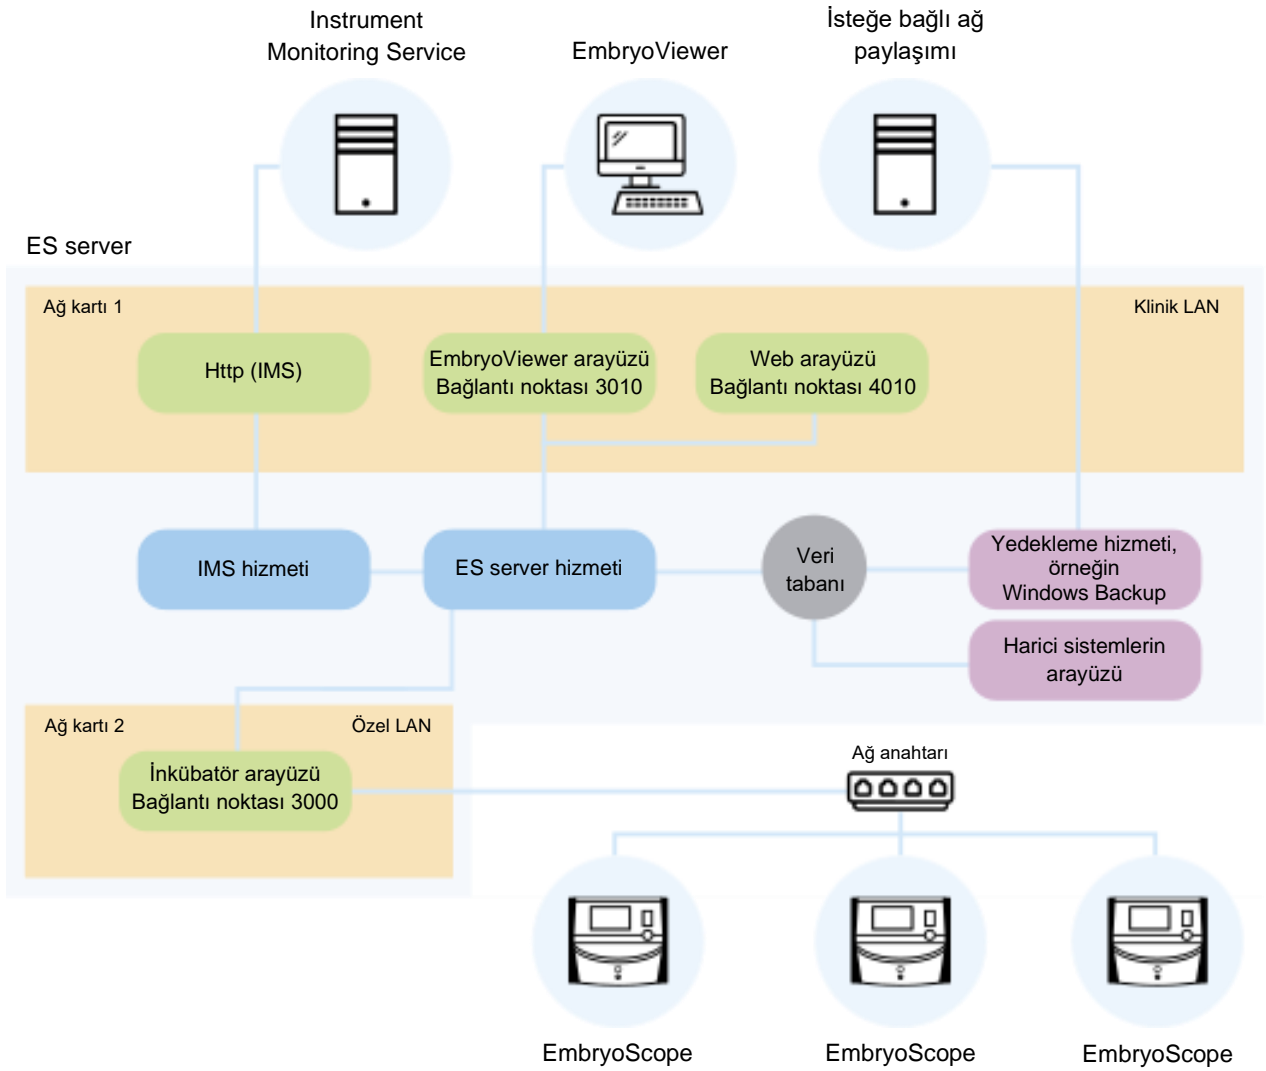 Instrument
Monitoring Service
EmbryoViewer
İsteğe bağlı ağ
paylaşımı
ES server
Ağ kartı 1
Klinik LAN
Http (IMS)
EmbryoViewer arayüzü
Bağlantı noktası 3010
Web arayüzü
Bağlantı noktası 4010
IMS hizmeti
ES server hizmeti
Veri
tabanı
Yedekleme hizmeti,
örneğin
Windows Backup
Harici sistemlerin
arayüzü
Ağ kartı 2
Özel LAN
İnkübatör arayüzü
Bağlantı noktası 3000
Ağ anahtarı
EmbryoScope
EmbryoScope
EmbryoScope